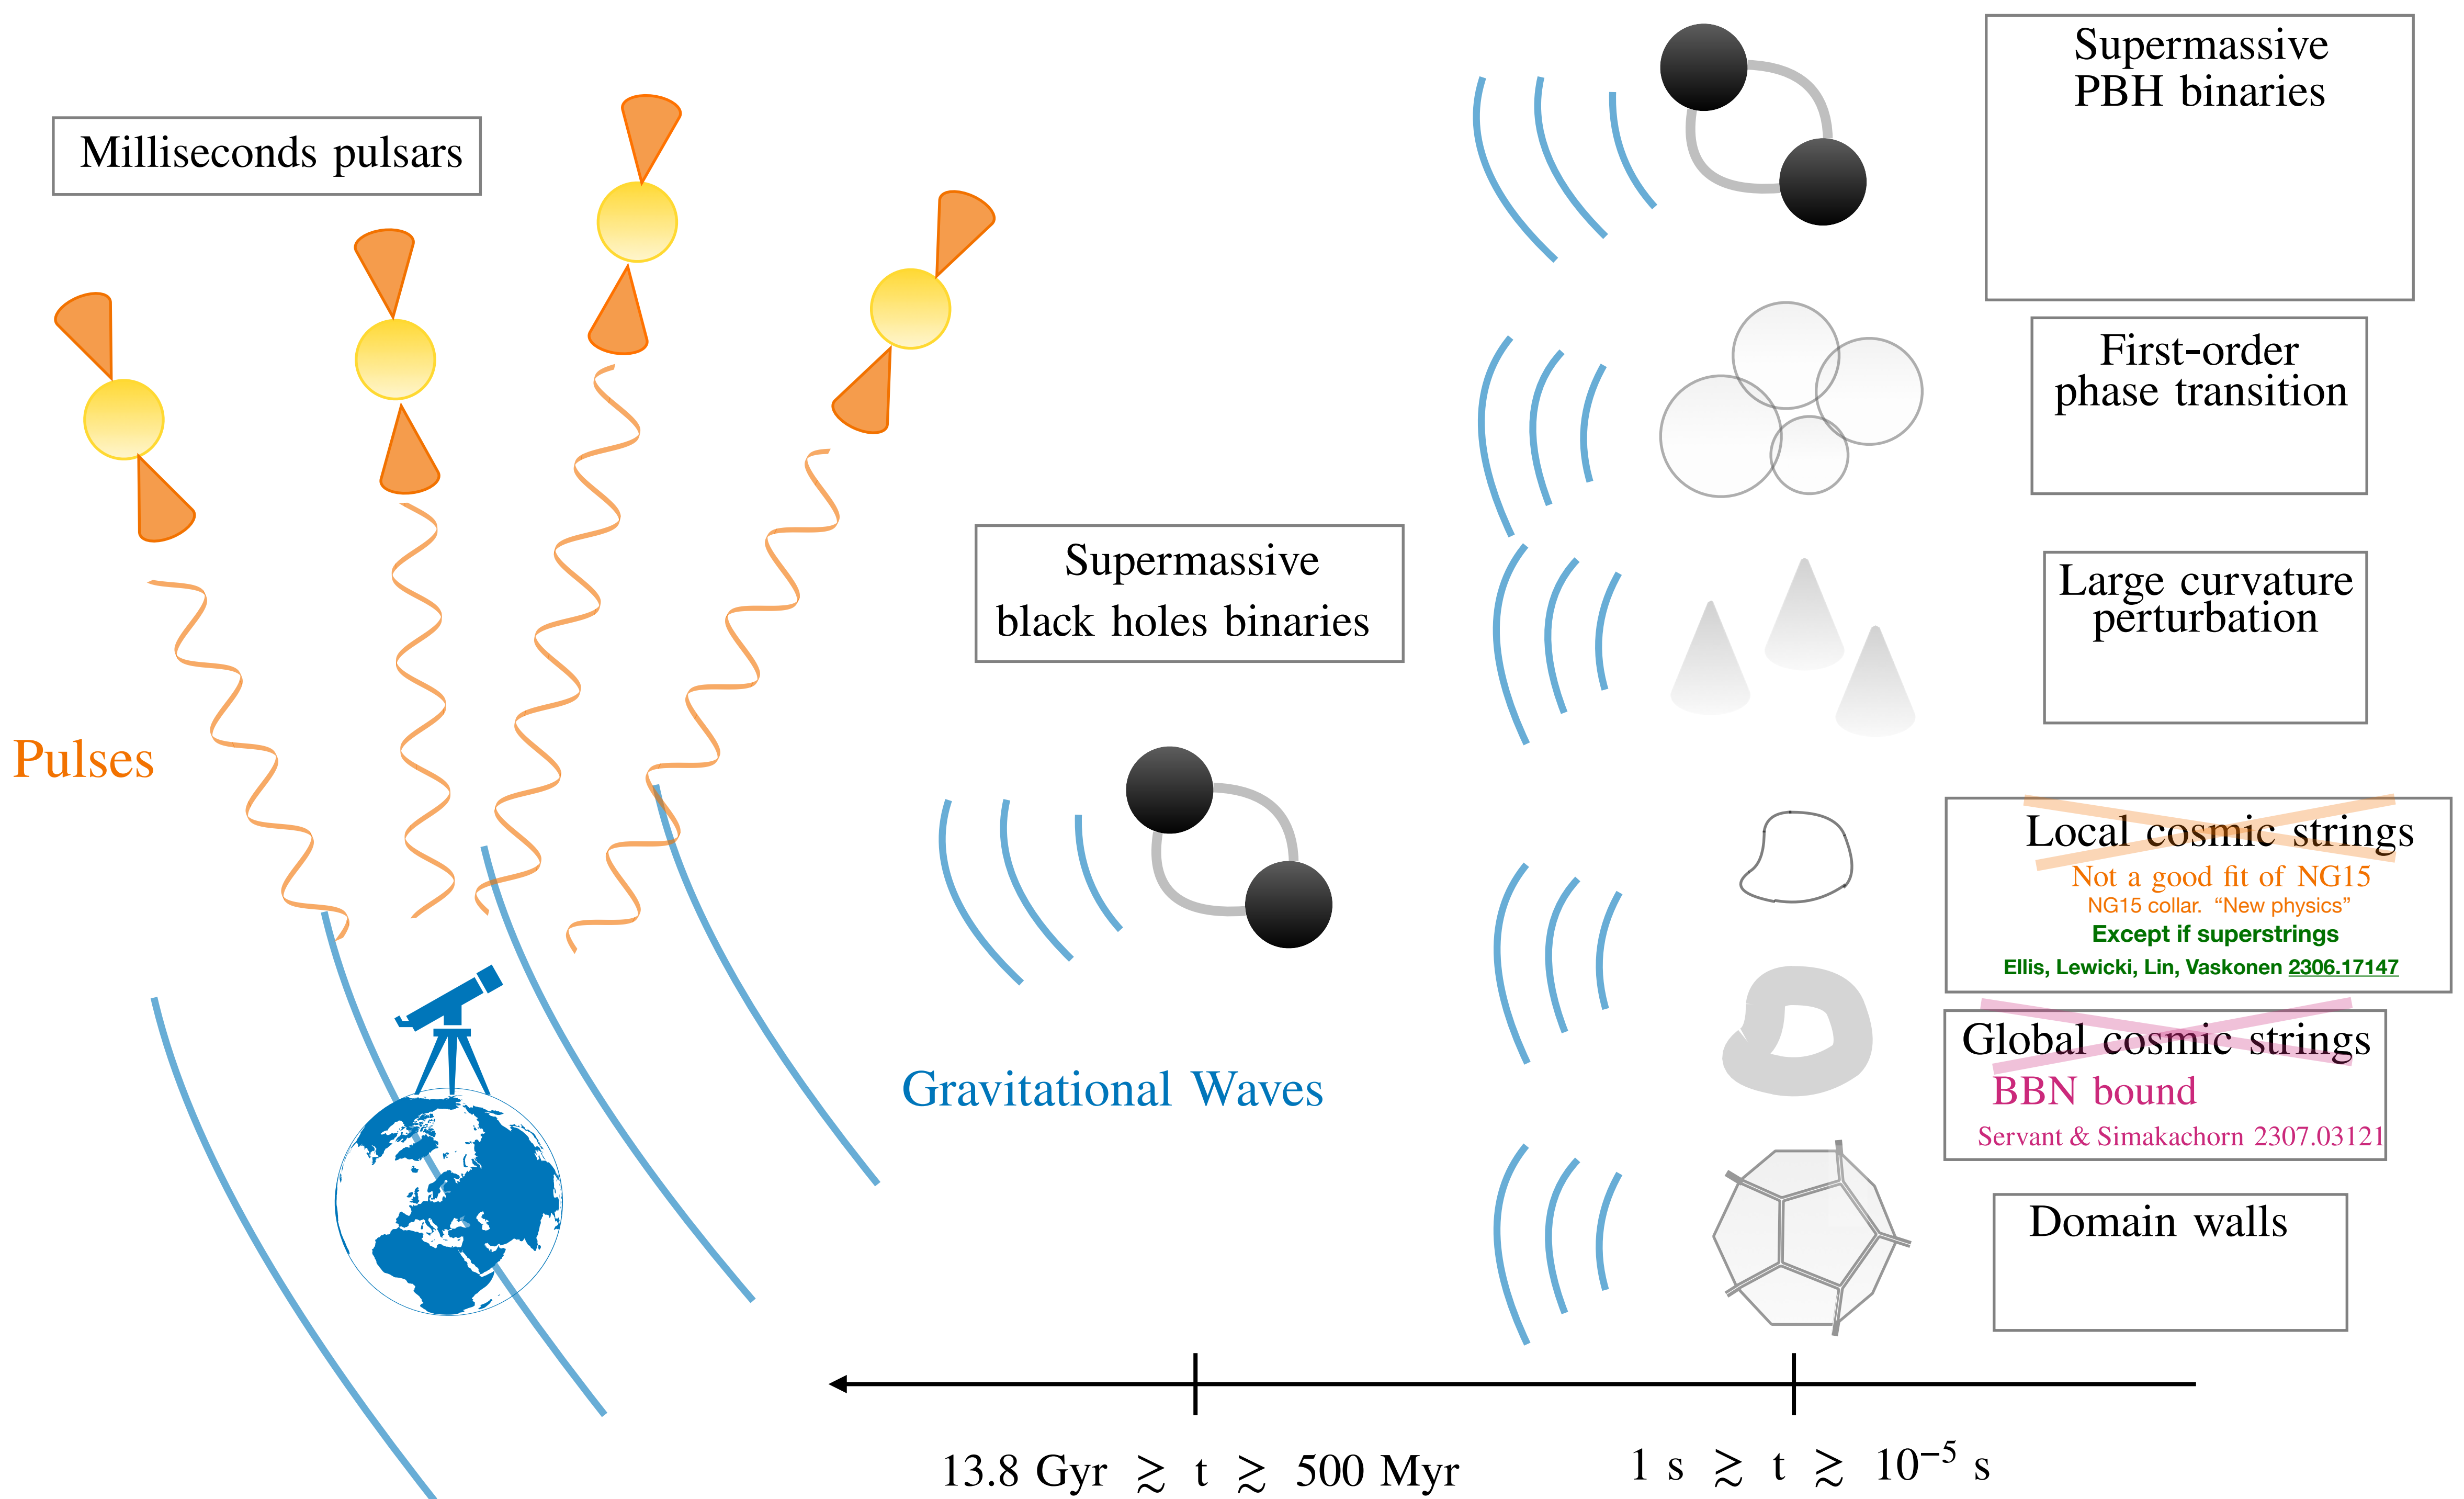 Milliseconds pulsars
Pulses
Supermassive
black holes binaries
Gravitational Waves
Supermassive
PBH binaries
First-order
phase transition
Large curvature
perturbation
Local cosmic strings
Not a good fit of NG15
NG15 collar. “New physics”
Except if superstrings
Ellis, Lewicki, Lin, Vaskonen 2306.17147
Global cosmic strings
BBN bound
Servant & Simakachorn 2307.03121
Domain walls
13.8 Gyr ≳ t ≳ 500 Myr
1 s ≳ t ≳ 10⁻⁵ s